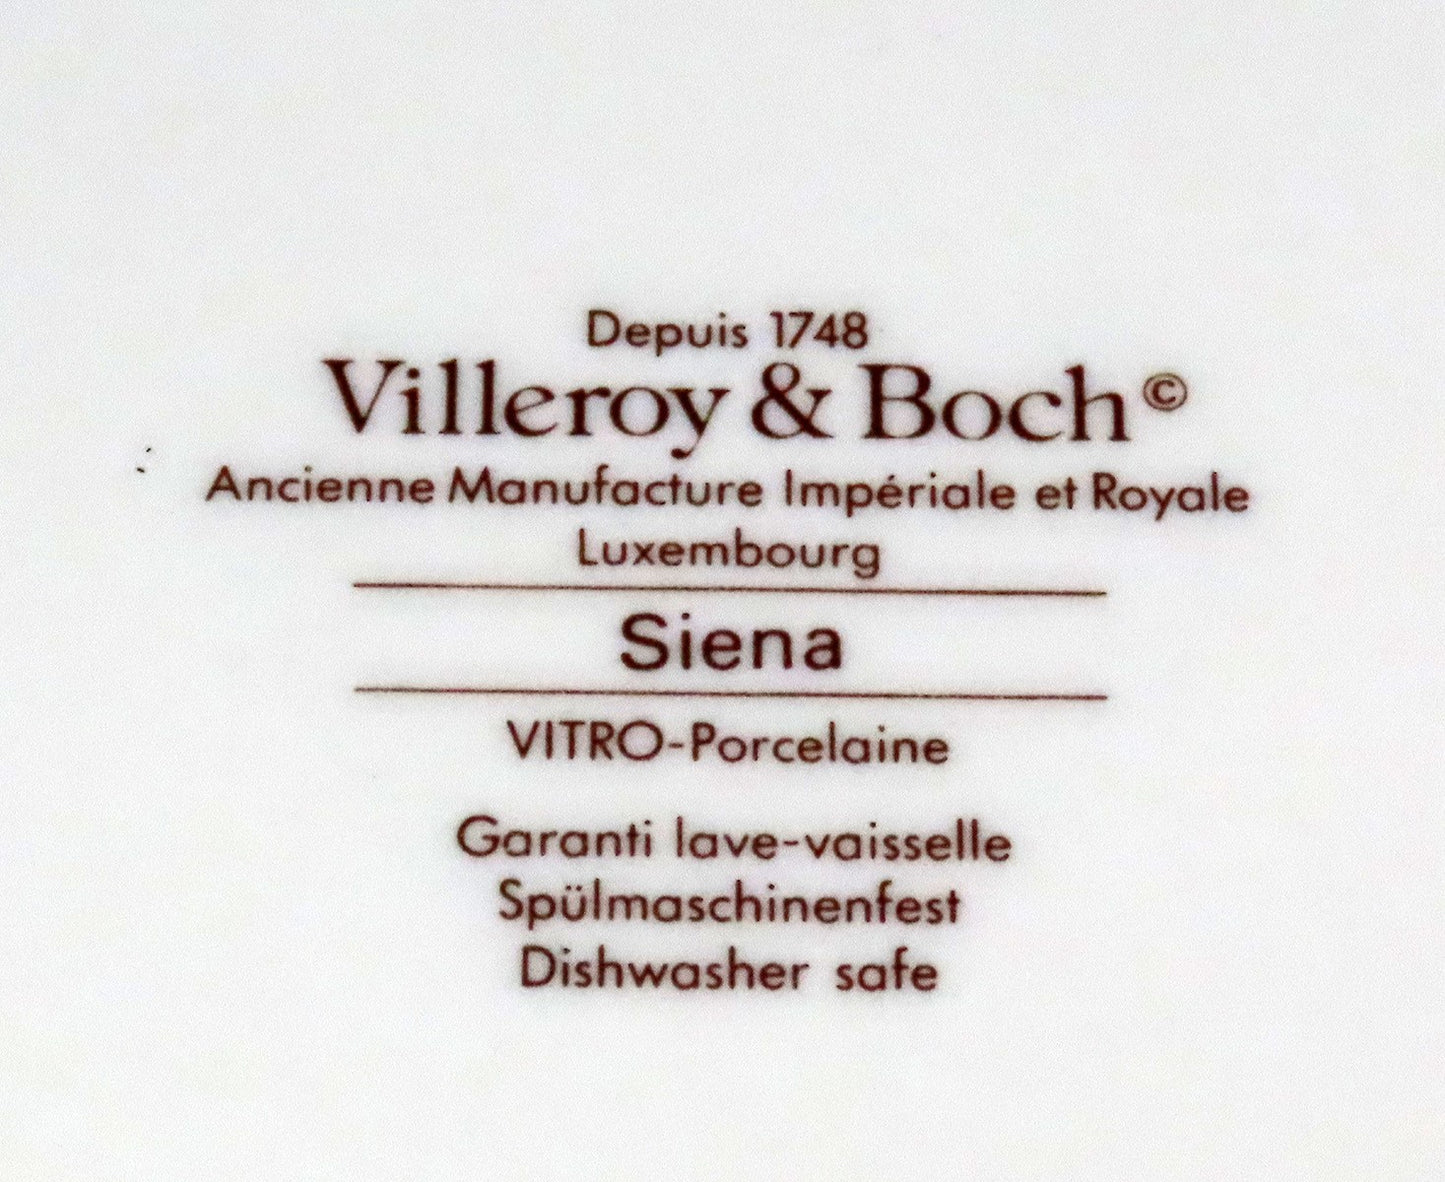 Depuis 1748
Villeroy & Boch©
Ancienne Manufacture Impériale et Royale
Luxembourg
Siena
VITRO-Porcelaine
Garanti lave-vaisselle
Spülmaschinenfest
Dishwasher safe